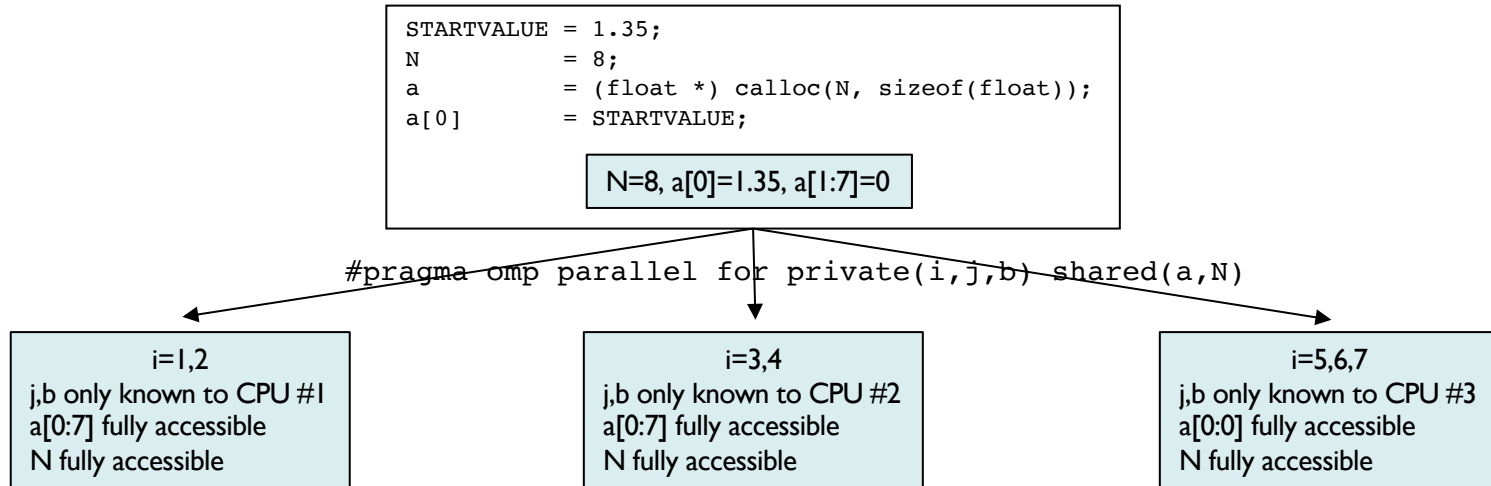 STARTVALUE = 1.35;
N          = 8;
a          = (float *) calloc(N, sizeof(float));
a[0]       = STARTVALUE;
N=8, a[0]=1.35, a[1:7]=0
#pragma omp parallel for private(i,j,b) shared(a,N)
i=1,2
j,b only known to CPU #1
a[0:7] fully accessible
N fully accessible
i=3,4
j,b only known to CPU #2
a[0:7] fully accessible
N fully accessible
i=5,6,7
j,b only known to CPU #3
a[0:0] fully accessible
N fully accessible